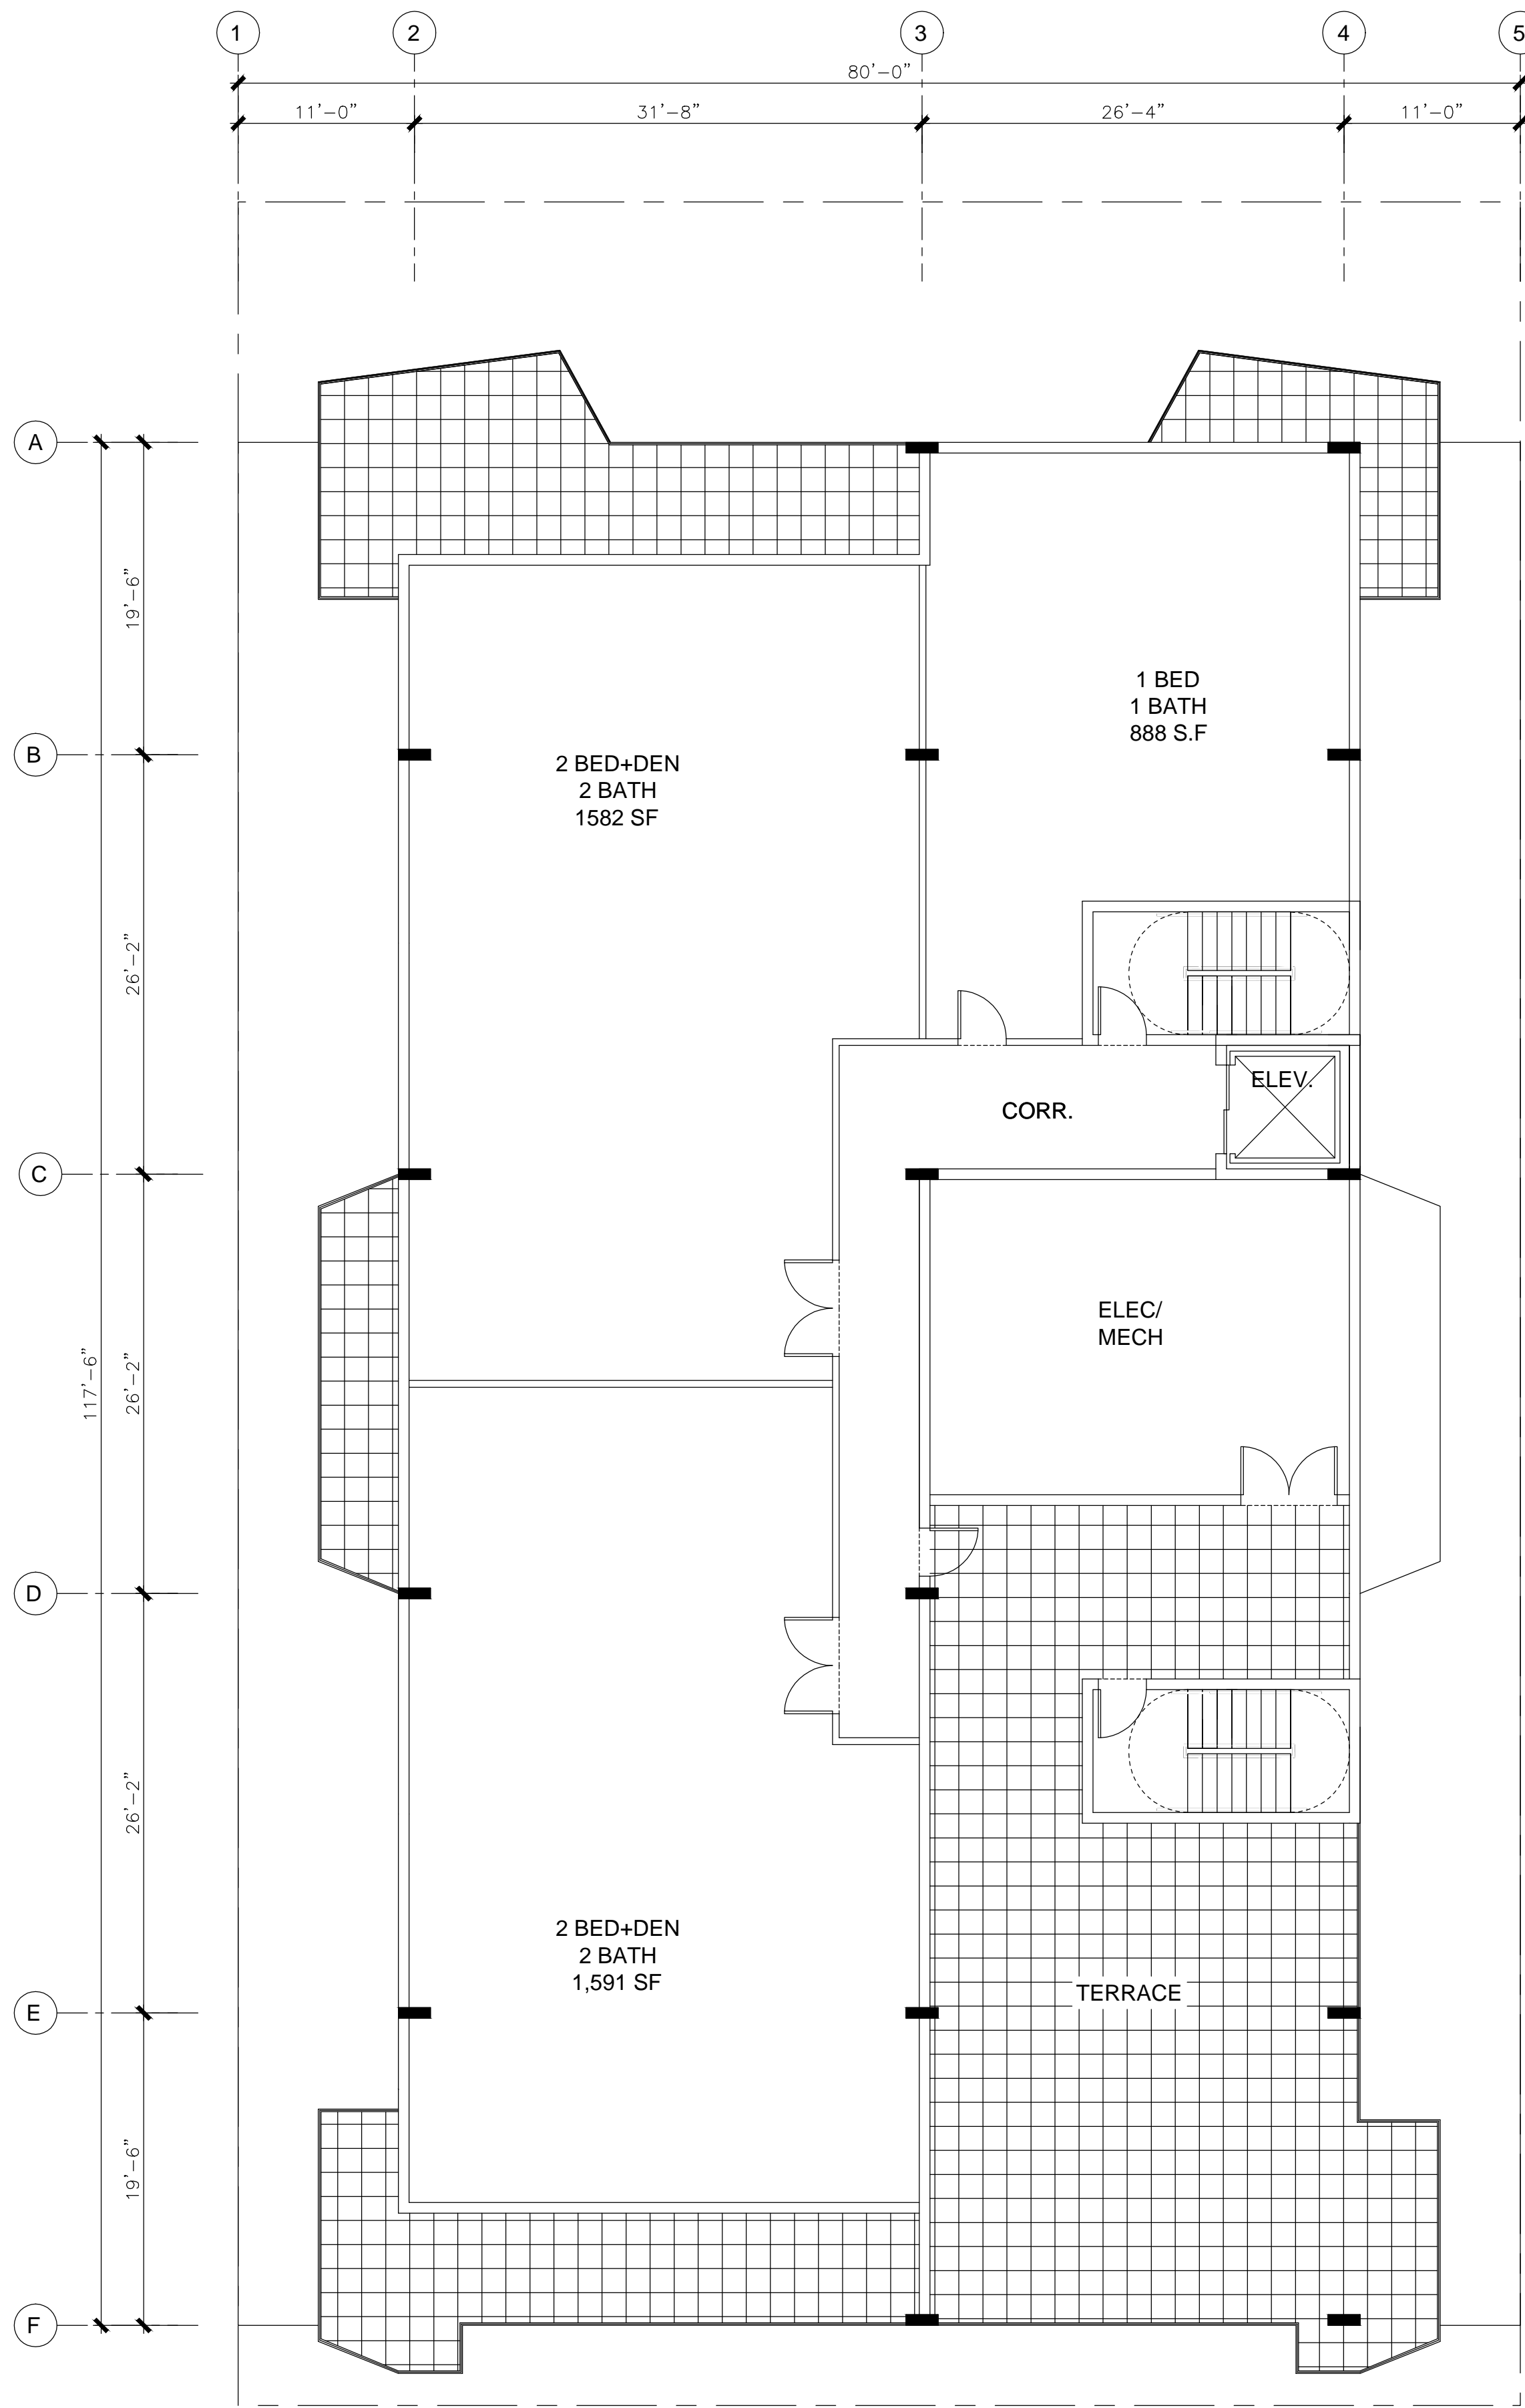 1
2
3
4
5
80’-0”
11’-0”
31’-8”
26’-4”
11’-0”
A
19’-6”
1 BED
1 BATH
888 S.F
B
2 BED+DEN
2 BATH
1582 SF
26’-2”
ELEV.
CORR.
C
ELEC/
MECH
117’-6”
26’-2”
D
26’-2”
2 BED+DEN
2 BATH
1,591 SF
TERRACE
E
19’-6”
F